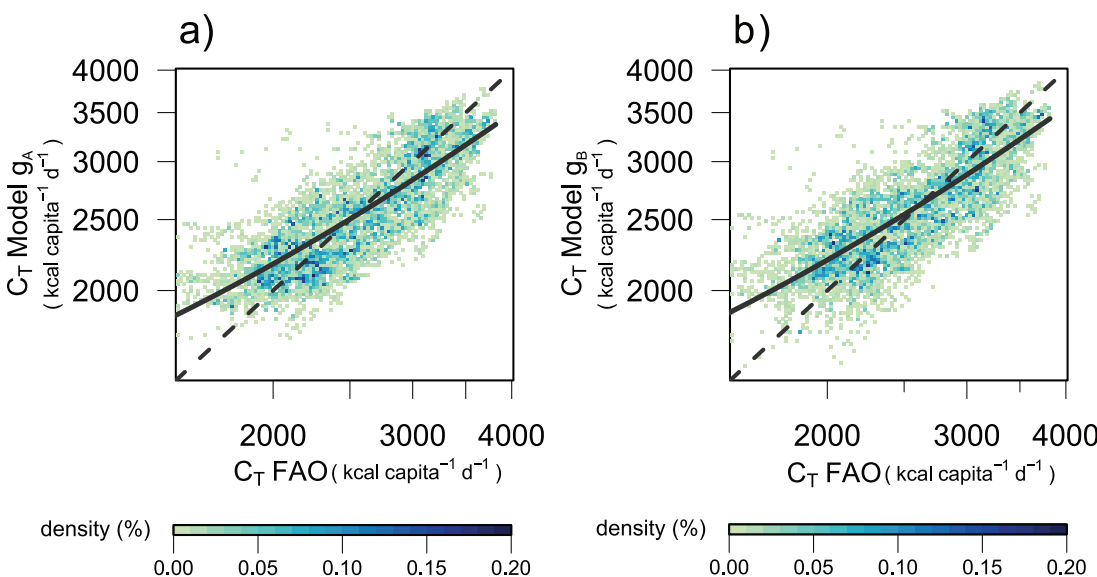 a)
4000
3500
3000
2500
2000
C_T Model g_A
( kcal capita⁻¹ d⁻¹ )
2000 3000 4000
C_T FAO ( kcal capita⁻¹ d⁻¹ )
density (%)
0.00 0.05 0.10 0.15 0.20
b)
4000
3500
3000
2500
2000
C_T Model g_B
( kcal capita⁻¹ d⁻¹ )
2000 3000 4000
C_T FAO ( kcal capita⁻¹ d⁻¹ )
density (%)
0.00 0.05 0.10 0.15 0.20